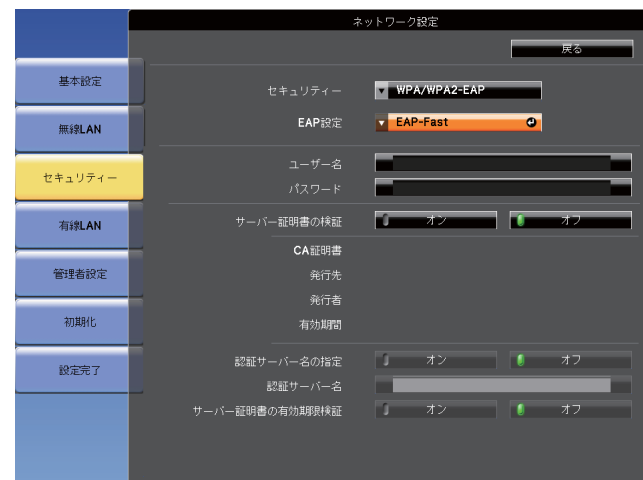 ネットワーク設定
戻る
基本設定
無線LAN
セキュリティー
有線LAN
管理者設定
初期化
設定完了
セキュリティー WPA/WPA2-EAP
EAP設定 EAP-Fast
ユーザー名
パスワード
サーバー証明書の検証 オン オフ
CA証明書
発行先
発行者
有効期間
認証サーバー名の指定 オン オフ
認証サーバー名
サーバー証明書の有効期限検証 オン オフ